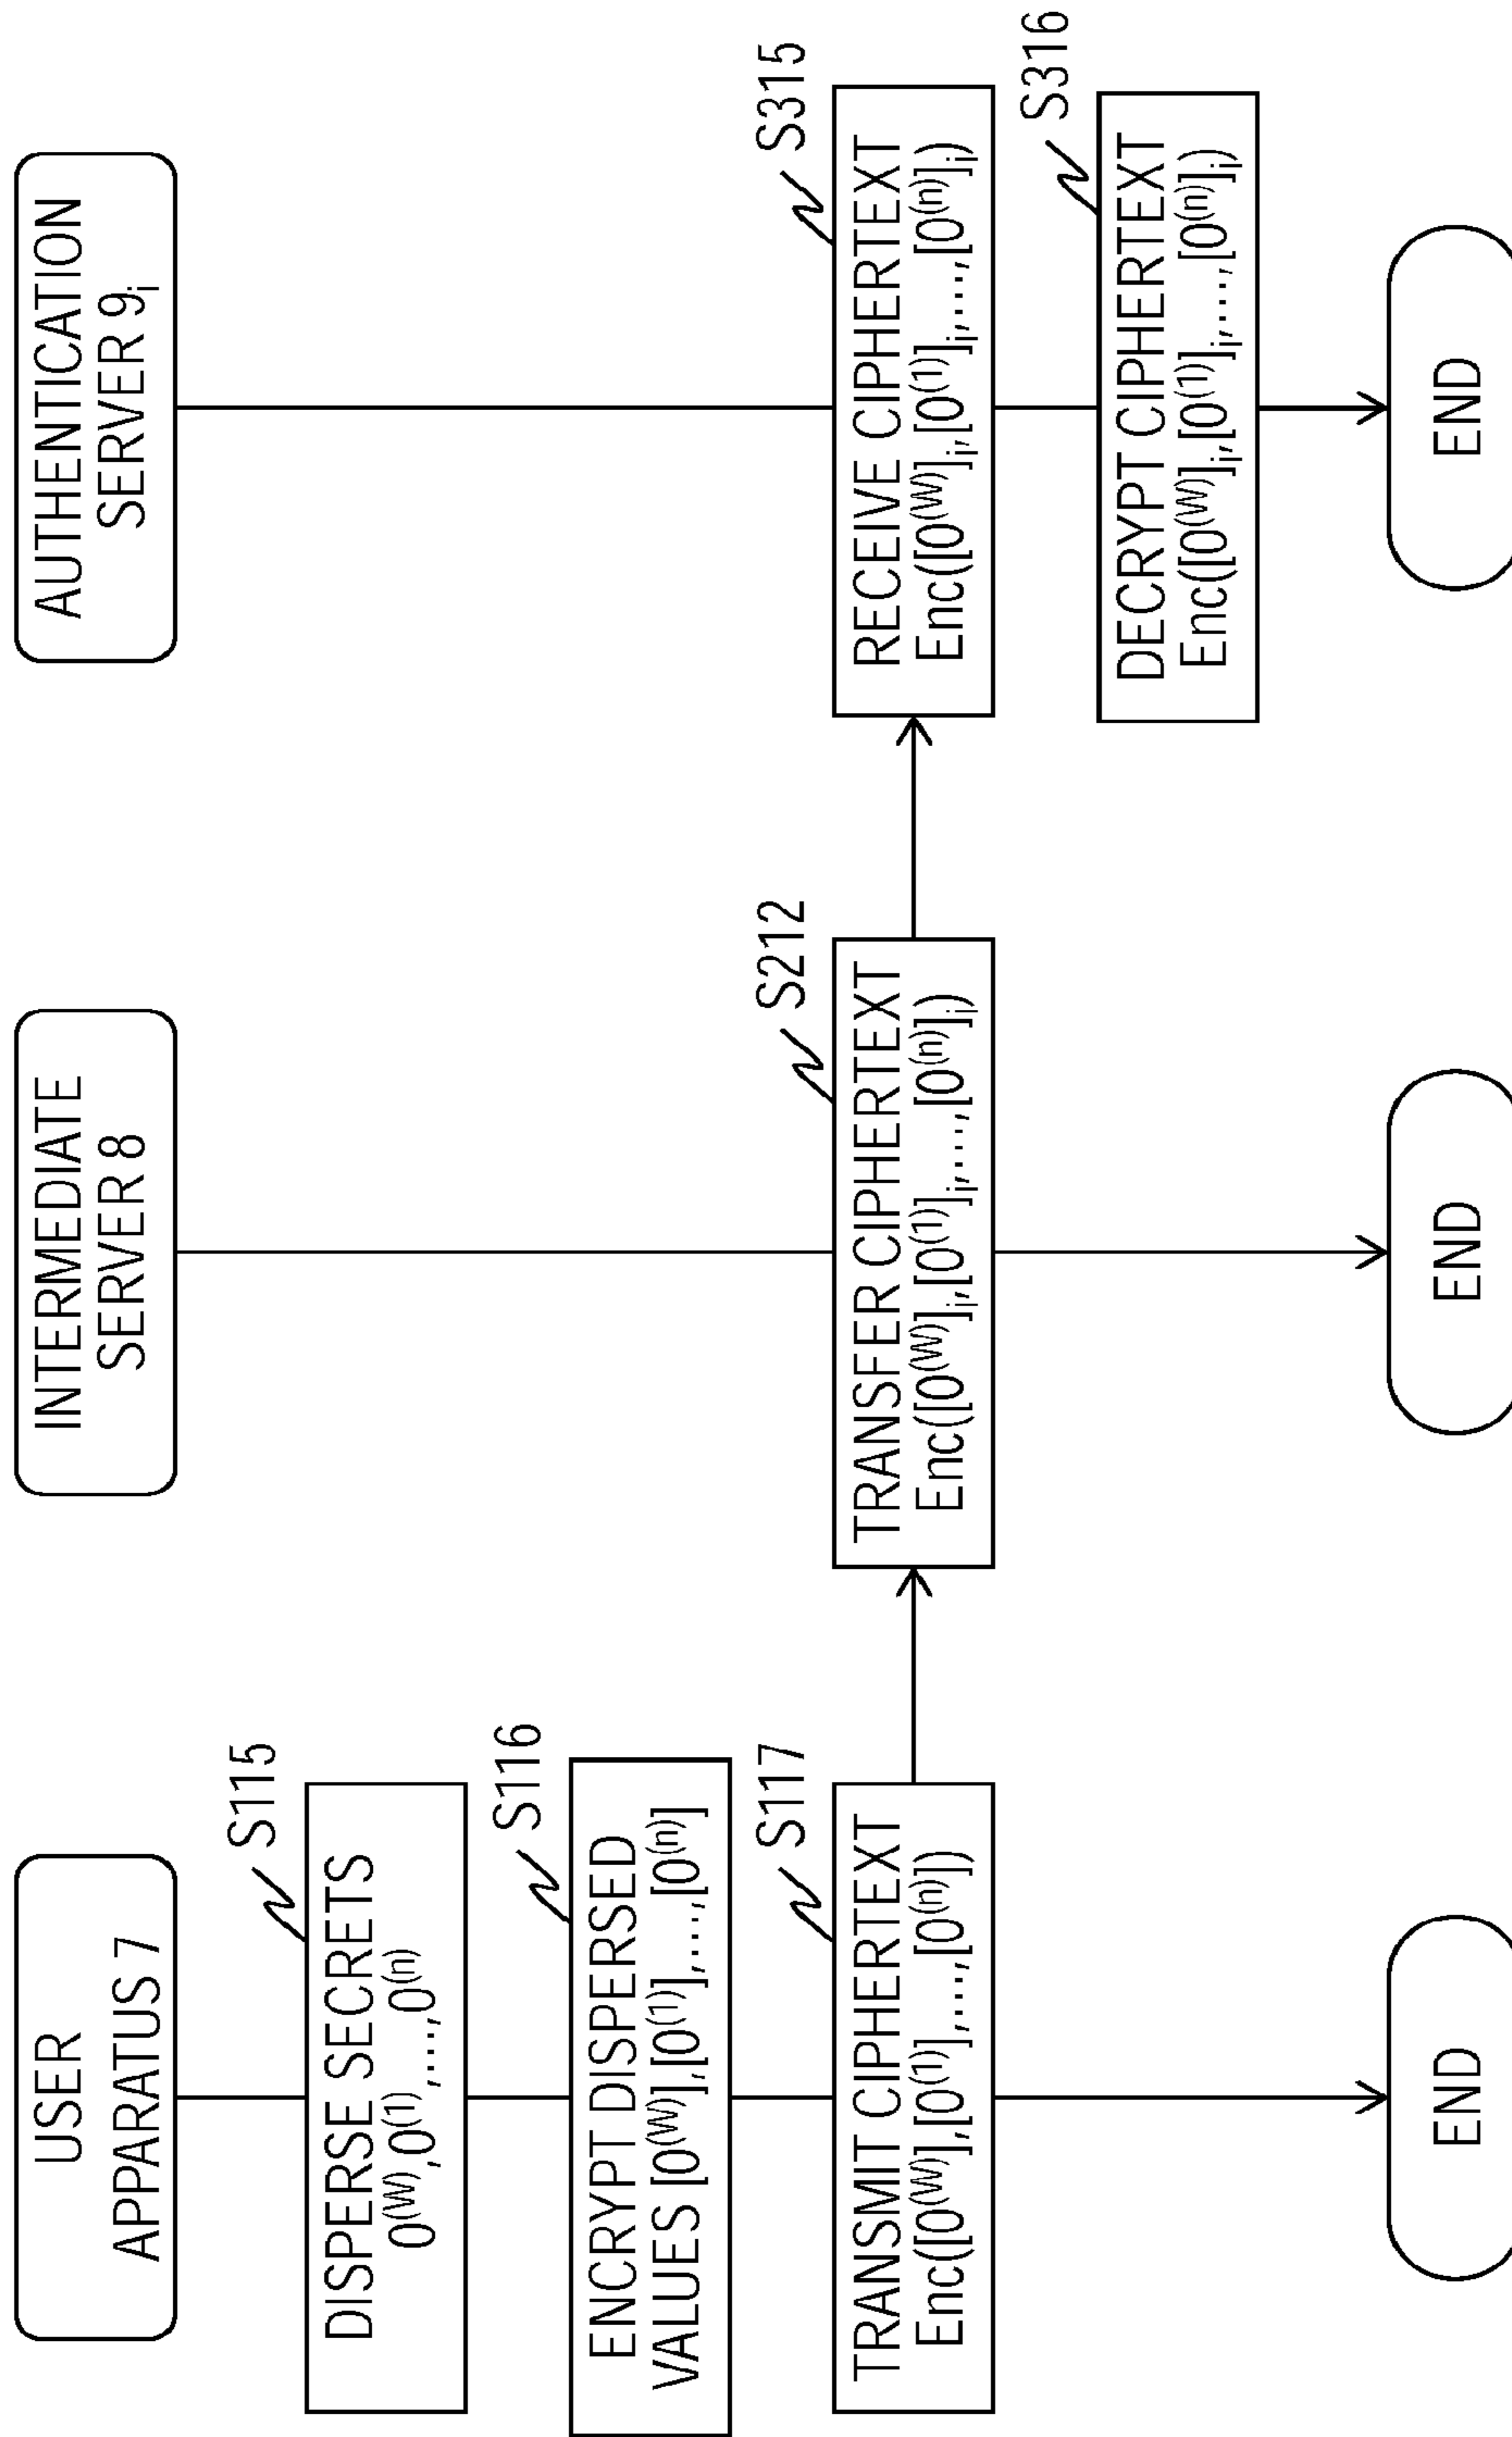 USER
APPARATUS 7
INTERMEDIATE
SERVER 8
AUTHENTICATION
SERVER 9i
S115
DISPERSE SECRETS
0(W),0(1),...,0(n)
S116
ENCRYPT DISPERSED
VALUES [0(W)],[0(1)],...,[0(n)]
S117
TRANSMIT CIPHERTEXT
Enc([0(W)],[0(1)],...,[0(n)])
S212
TRANSFER CIPHERTEXT
Enc([0(W)]i,[0(1)]i,...,[0(n)]i)
S315
RECEIVE CIPHERTEXT
Enc([0(W)]i,[0(1)]i,...,[0(n)]i)
S316
DECRYPT CIPHERTEXT
Enc([0(W)]i,[0(1)]i,...,[0(n)]i)
END
END
END